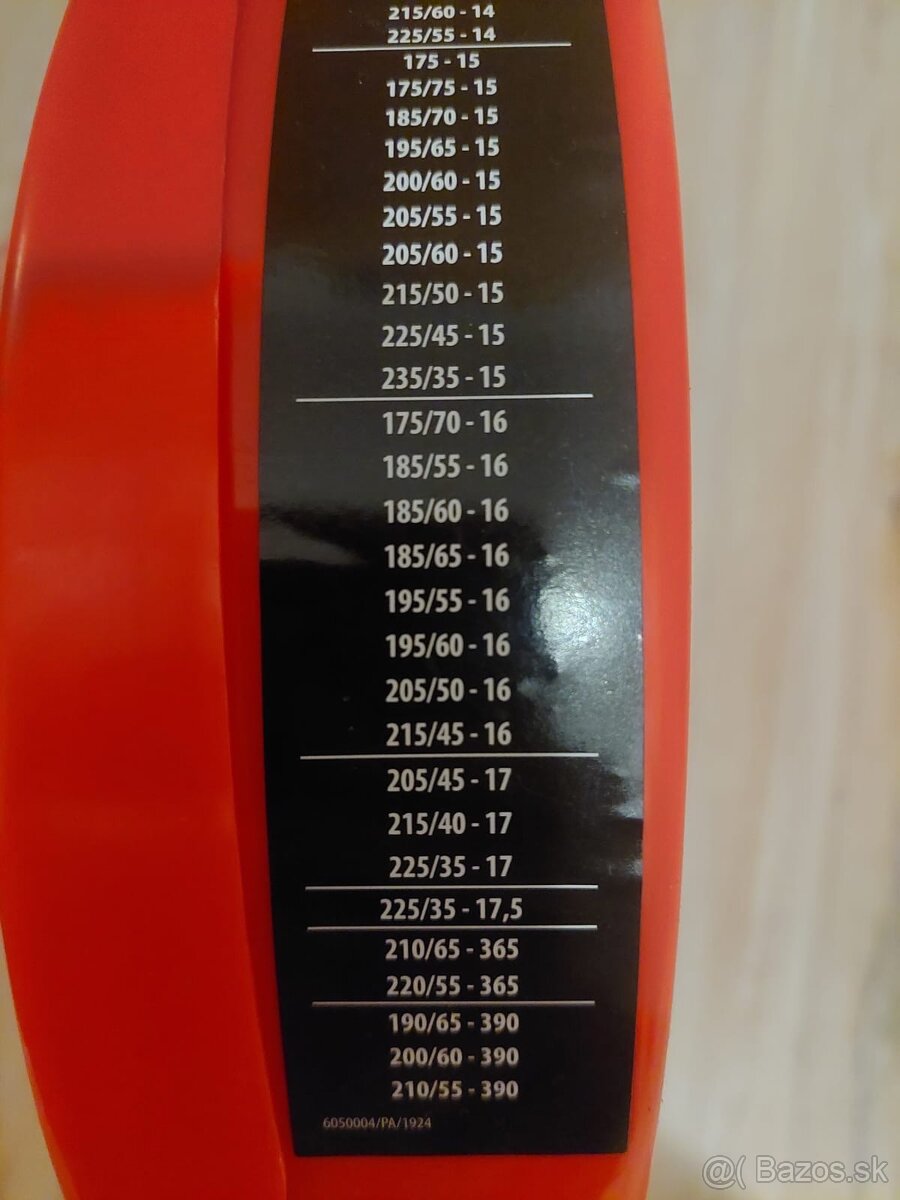 215/60 - 14
225/55 - 14
175 - 15
175/75 - 15
185/70 - 15
195/65 - 15
200/60 - 15
205/55 - 15
205/60 - 15
215/50 - 15
225/45 - 15
235/35 - 15
175/70 - 16
185/55 - 16
185/60 - 16
185/65 - 16
195/55 - 16
195/60 - 16
205/50 - 16
215/45 - 16
205/45 - 17
215/40 - 17
225/35 - 17
225/35 - 17,5
210/65 - 365
220/55 - 365
190/65 - 390
200/60 - 390
210/55 - 390
6050004/PA/1924
@( Bazos.sk